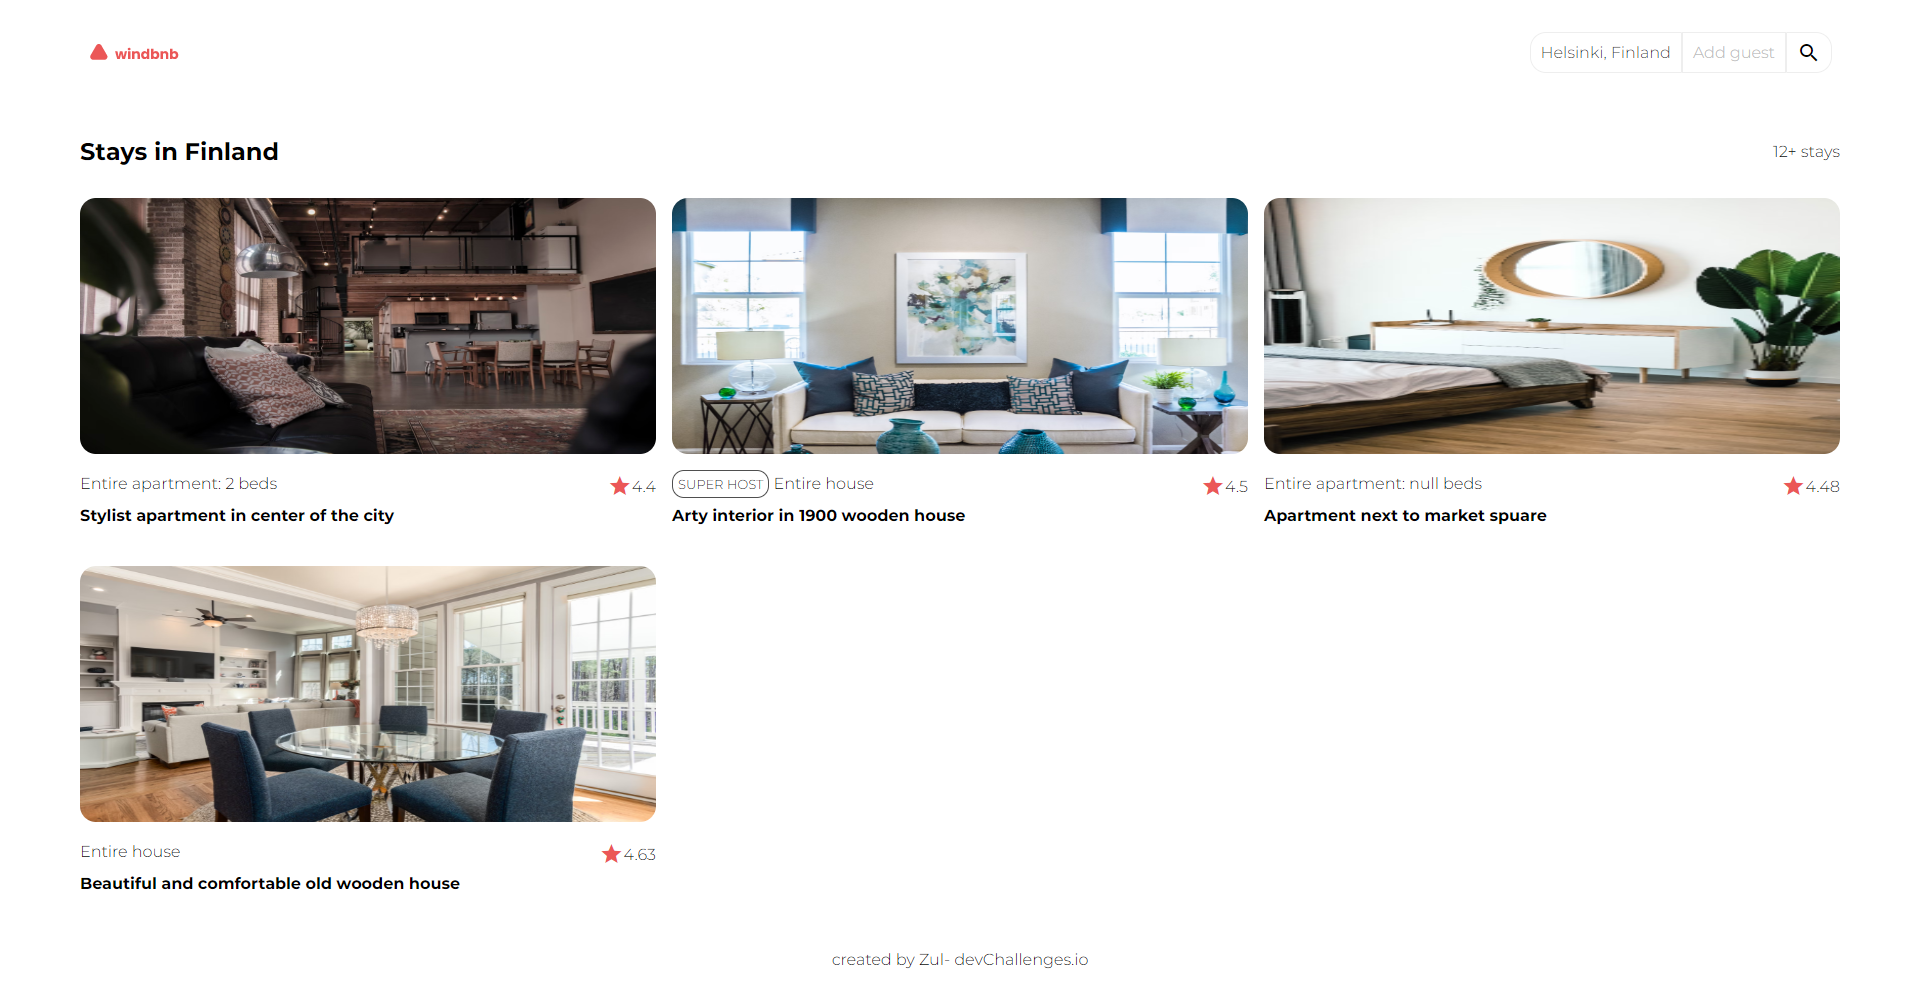 windbnb
Helsinki, Finland
Add guest
Stays in Finland
12+ stays
Entire apartment: 2 beds
4.4
Stylist apartment in center of the city
SUPER HOST
Entire house
4.5
Arty interior in 1900 wooden house
Entire apartment: null beds
4.48
Apartment next to market spuare
Entire house
4.63
Beautiful and comfortable old wooden house
created by Zul- devChallenges.io